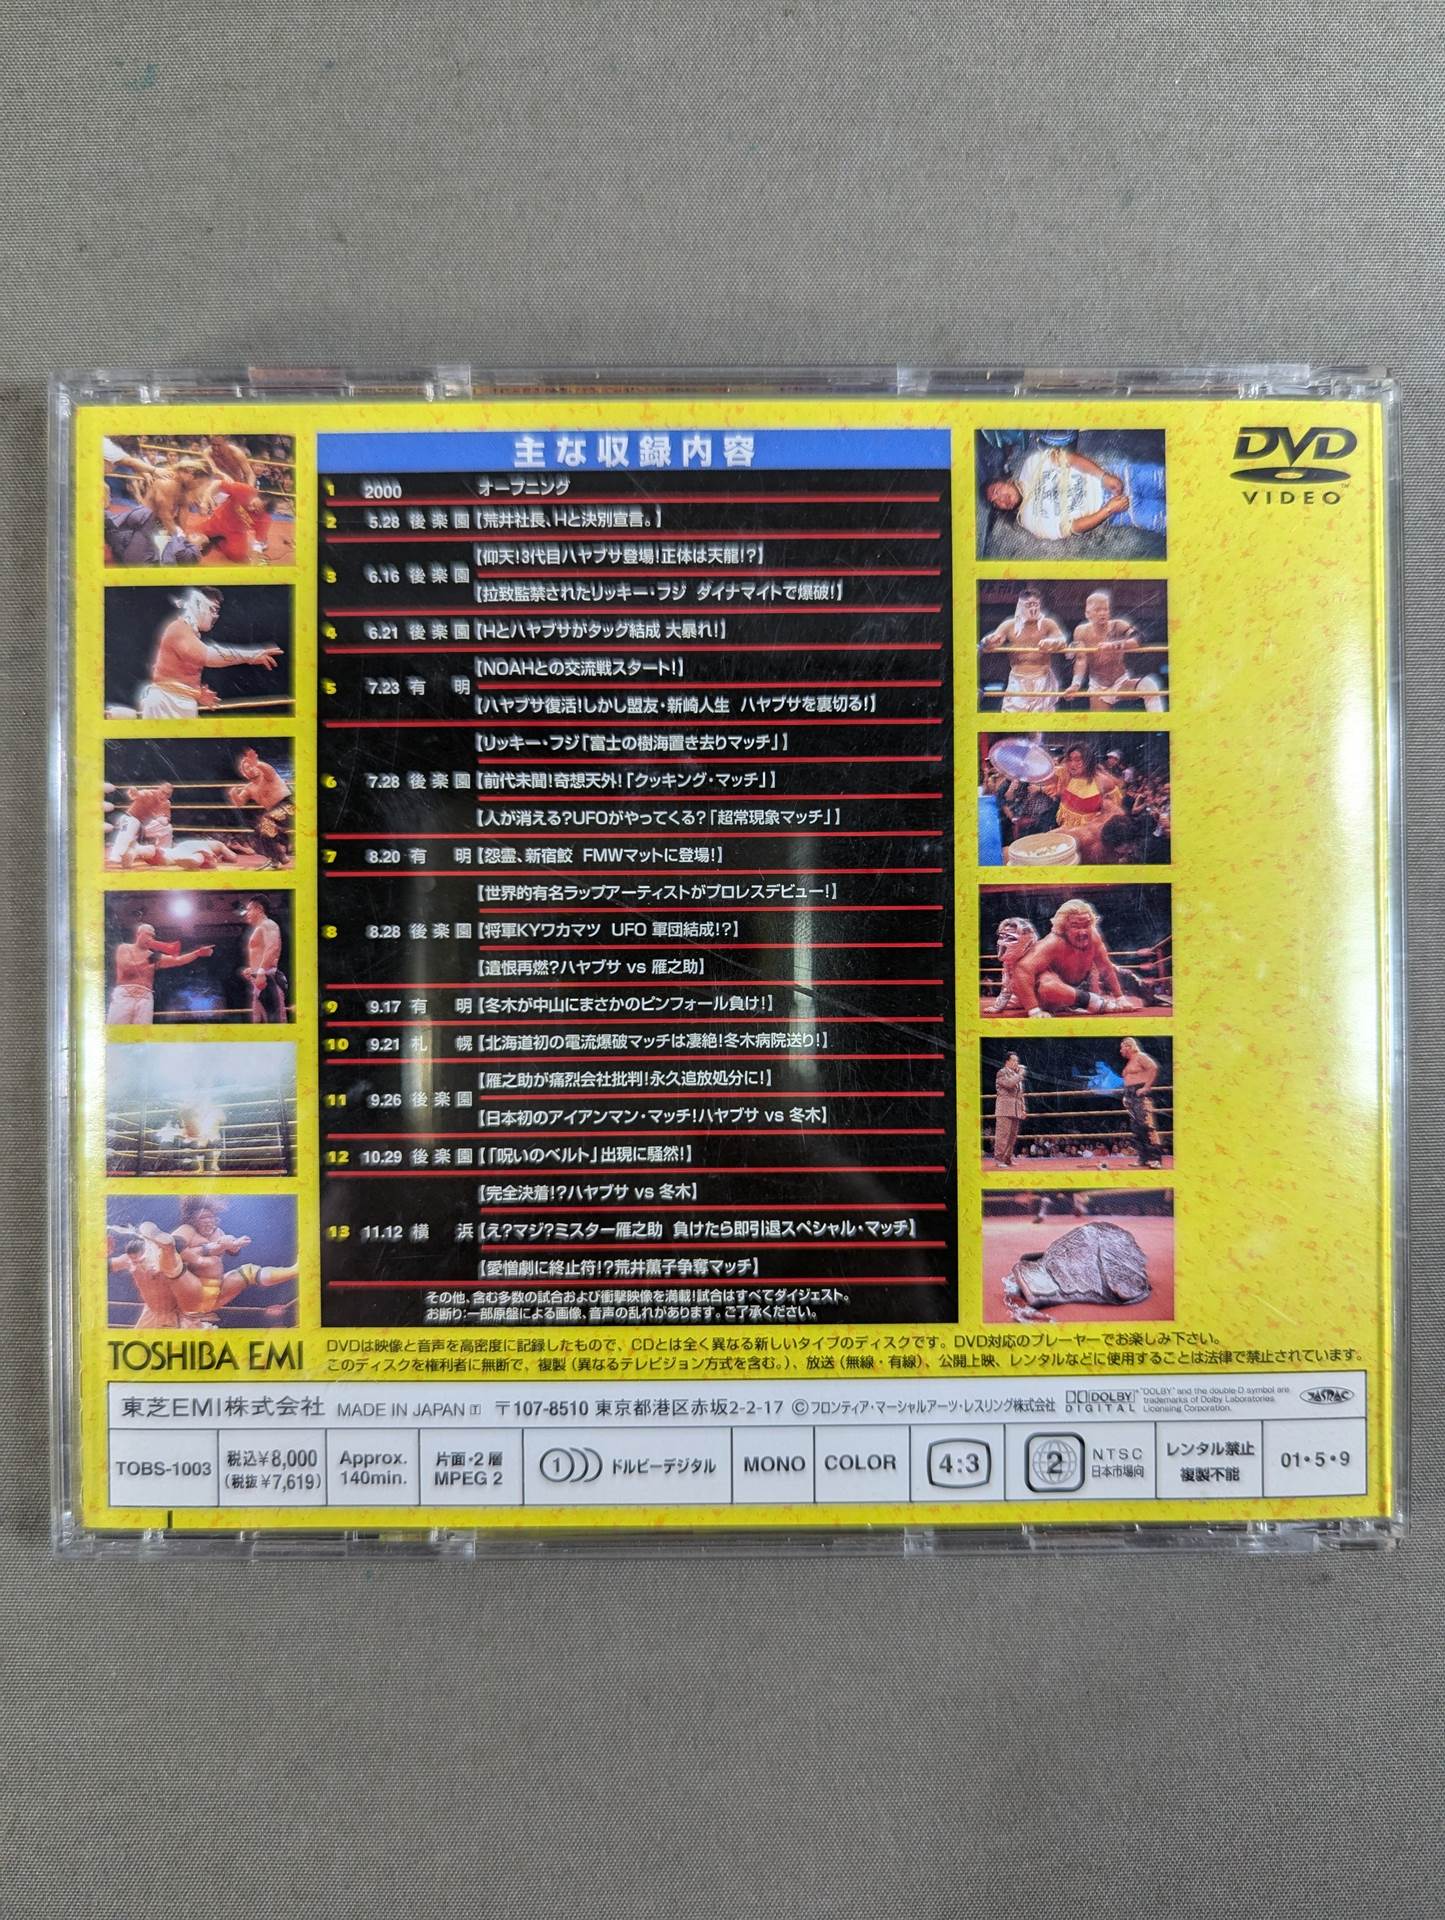 主な収録内容
DVD
VIDEO
1 2000 オープニング
2 5.28 後楽園【荒井社長、Hと決別宣言。】
3 6.16 後楽園【仰天!3代目ハヤブサ登場!正体は天龍!?】
【拉致監禁されたリッキー・フジ ダイナマイトで爆破!】
4 6.21 後楽園【Hとハヤブサがタッグ結成 大暴れ!】
5 7.23 有明【NOAHとの交流戦スタート!】
【ハヤブサ復活!しかし盟友・新崎人生 ハヤブサを裏切る!】
6 7.28 後楽園【リッキー・フジ「富士の樹海置き去りマッチ」】
【前代未聞!奇想天外!「クッキング・マッチ」】
【人が消える?UFOがやってくる?「超常現象マッチ」】
7 8.20 有明【怨霊、新宿鮫 FMWマットに登場!】
8 8.28 後楽園【世界的有名ラップアーティストがプロレスデビュー!】
【将軍KYワカマツ UFO 軍団結成!?】
【遺恨再燃?ハヤブサ vs 雁之助】
9 9.17 有明【冬木が中山にまさかのピンフォール負け!】
10 9.21 札幌【北海道初の電流爆破マッチは凄絶!冬木病院送り!】
11 9.26 後楽園【雁之助が痛烈会社批判!永久追放処分に!】
【日本初のアイアンマン・マッチ!ハヤブサ vs 冬木】
12 10.29 後楽園【「呪いのベルト」出現に騒然!】
13 11.12 横浜【完全決着!?ハヤブサ vs 冬木】
【え?マジ?ミスター雁之助 負けたら即引退スペシャル・マッチ】
【愛憎劇に終止符!?荒井薫子争奪マッチ】
その他、含む多数の試合および衝撃映像を満載!試合はすべてダイジェスト。
お断り:一部原盤による画像、音声の乱れがあります。ご了承ください。
TOSHIBA EMI
DVDは映像と音声を高密度に記録したもので、CDとは全く異なる新しいタイプのディスクです。DVD対応のプレーヤーでお楽しみ下さい。
このディスクを権利者に無断で、複製(異なるテレビジョン方式を含む。)、放送(無線・有線)、公開上映、レンタルなどに使用することは法律で禁止されています。
東芝EMI株式会社 MADE IN JAPAN T 〒107-8510 東京都港区赤坂2-2-17 ©フロンティア・マーシャルアーツ・レスリング株式会社
DOLBY DIGITAL "DOLBY" and the double-D symbol are trademarks of Dolby Laboratories Licensing Corporation. JASRAC
TOBS-1003
税込¥8,000
(税抜¥7,619)
Approx. 140min.
片面・2層 MPEG 2
1 ドルビーデジタル
MONO
COLOR
4:3
2 NTSC 日本市場向
レンタル禁止 複製不能
01・5・9